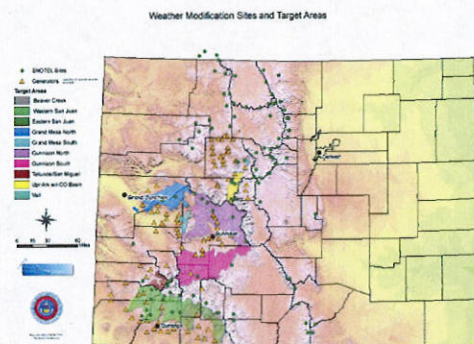 Weather Modification Sites and Target Areas
SNOTEL Sites
Generators
Target Areas
Beaver Creek
Western San Juan
Eastern San Juan
Grand Mesa North
Grand Mesa South
Gunnison North
Gunnison South
Telluride/San Miguel
Upr Ark
CO Basin
Vail
Denver
Grand Junction
Gunnison
Durango